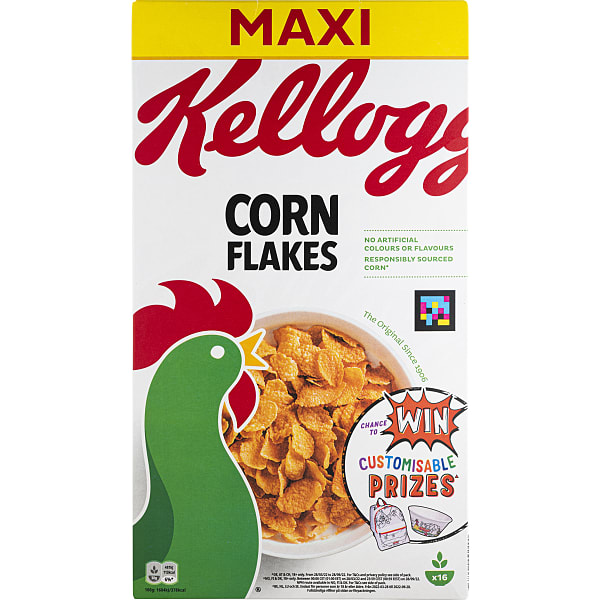 MAXI
Kellogg
CORN
FLAKES
NO ARTIFICIAL
COLOURS OR FLAVOURS
RESPONSIBLY SOURCED
CORN*
The Original Since 1906
CHANCE
TO
WIN
CUSTOMISABLE
PRIZES
x16